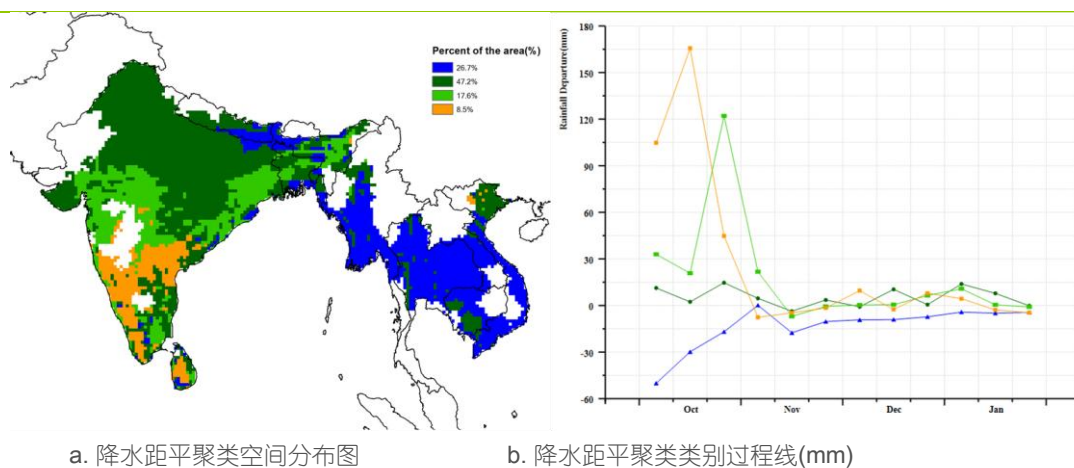 Percent of the area(%)
26.7%
47.2%
17.6%
8.5%
Rainfall Departure(mm)
180
150
120
90
60
30
0
-30
-60
Oct
Nov
Dec
Jan
a. 降水距平聚类空间分布图
b. 降水距平聚类类别过程线(mm)